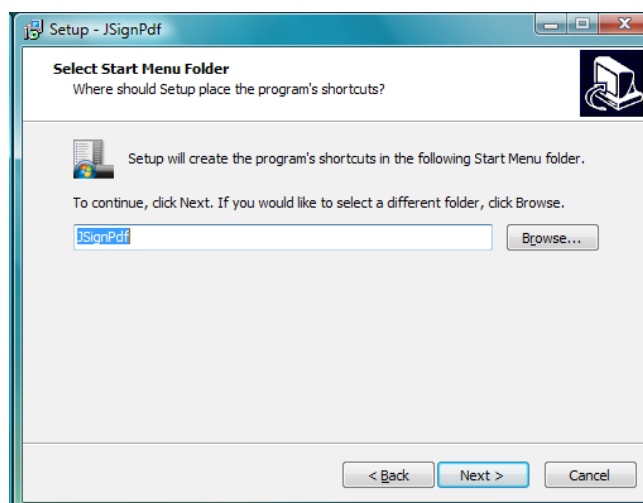 Setup - JSignPdf
Select Start Menu Folder
Where should Setup place the program's shortcuts?
Setup will create the program's shortcuts in the following Start Menu folder.
To continue, click Next. If you would like to select a different folder, click Browse.
JSignPdf
Browse...
< Back
Next >
Cancel